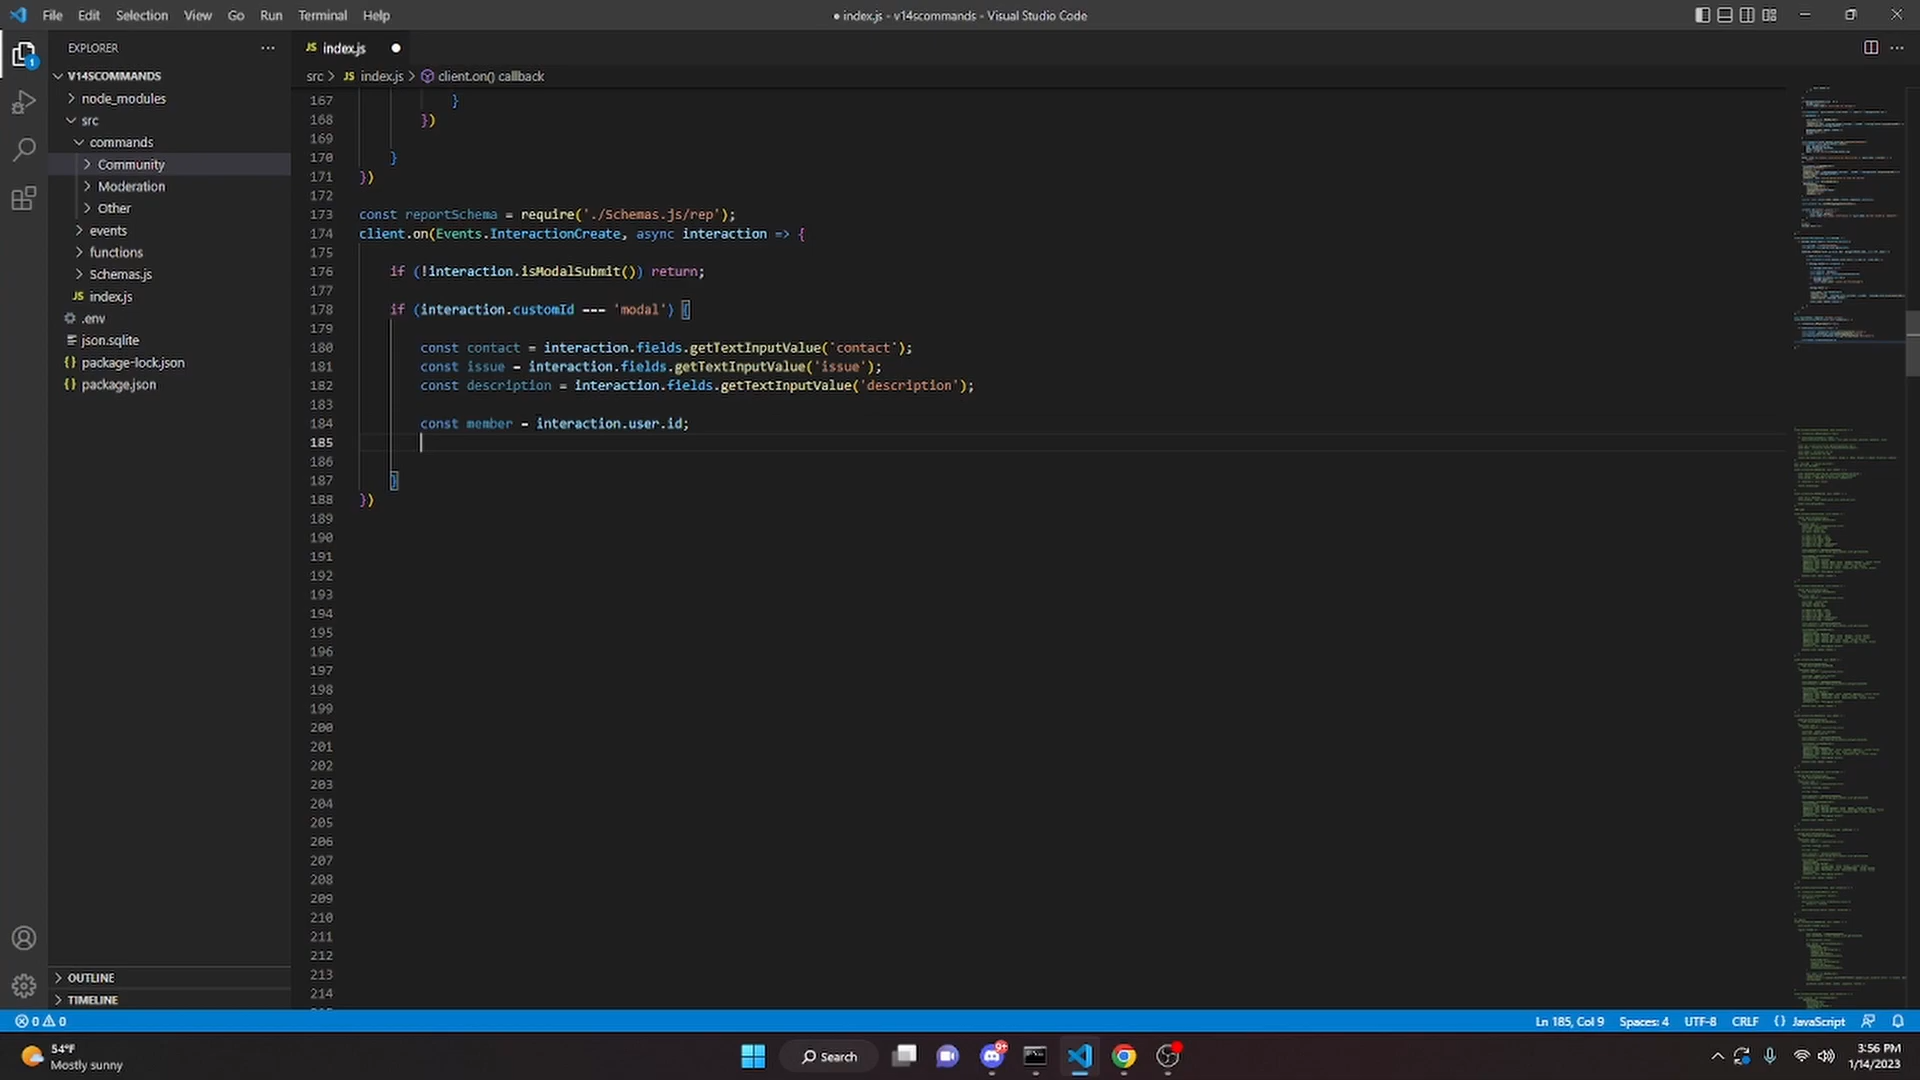 File Edit Selection View Go Run Terminal Help
● index.js - v14scommands - Visual Studio Code
EXPLORER
JS index.js
src > JS index.js > client.on() callback
V14SCOMMANDS
node_modules
src
commands
Community
Moderation
Other
events
functions
Schemas.js
JS index.js
.env
json.sqlite
{} package-lock.json
{} package.json
OUTLINE
TIMELINE
1
167 }
168 })
169
170 }
171 })
172
173 const reportSchema = require('./Schemas.js/rep');
174 client.on(Events.InteractionCreate, async interaction => {
175
176 if (!interaction.isModalSubmit()) return;
177
178 if (interaction.customId === 'modal') {
179
180 const contact = interaction.fields.getTextInputValue(`contact`);
181 const issue = interaction.fields.getTextInputValue('issue');
182 const description = interaction.fields.getTextInputValue('description');
183
184 const member = interaction.user.id;
185
186
187 }
188 })
189
190
191
192
193
194
195
196
197
198
199
200
201
202
203
204
205
206
207
208
209
210
211
212
213
214
0 0
Ln 185, Col 9 Spaces: 4 UTF-8 CRLF {} JavaScript
54°F
Mostly sunny
Search
9+
3:56 PM
1/14/2023